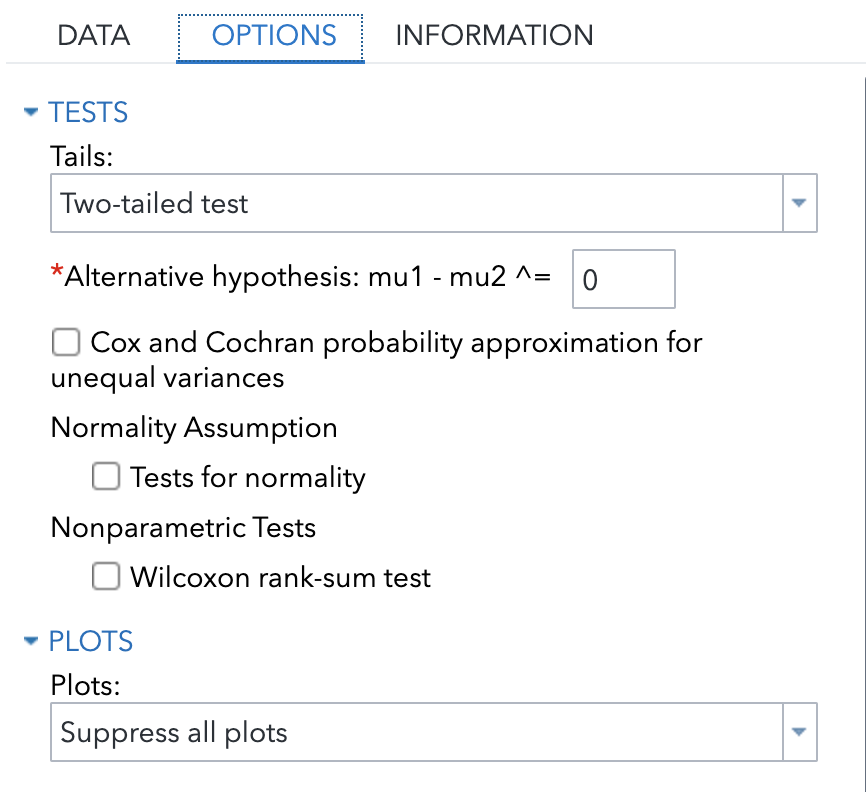 DATA OPTIONS INFORMATION
TESTS
Tails:
Two-tailed test
*Alternative hypothesis: mu1 - mu2 ^= 0
Cox and Cochran probability approximation for
unequal variances
Normality Assumption
Tests for normality
Nonparametric Tests
Wilcoxon rank-sum test
PLOTS
Plots:
Suppress all plots